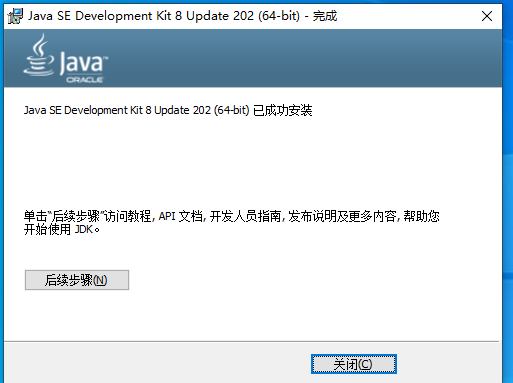 Java SE Development Kit 8 Update 202 (64-bit) - 完成
Java™
ORACLE
Java SE Development Kit 8 Update 202 (64-bit) 已成功安装
单击“后续步骤”访问教程, API 文档, 开发人员指南, 发布说明及更多内容, 帮助您
开始使用 JDK。
后续步骤(N)
关闭(C)